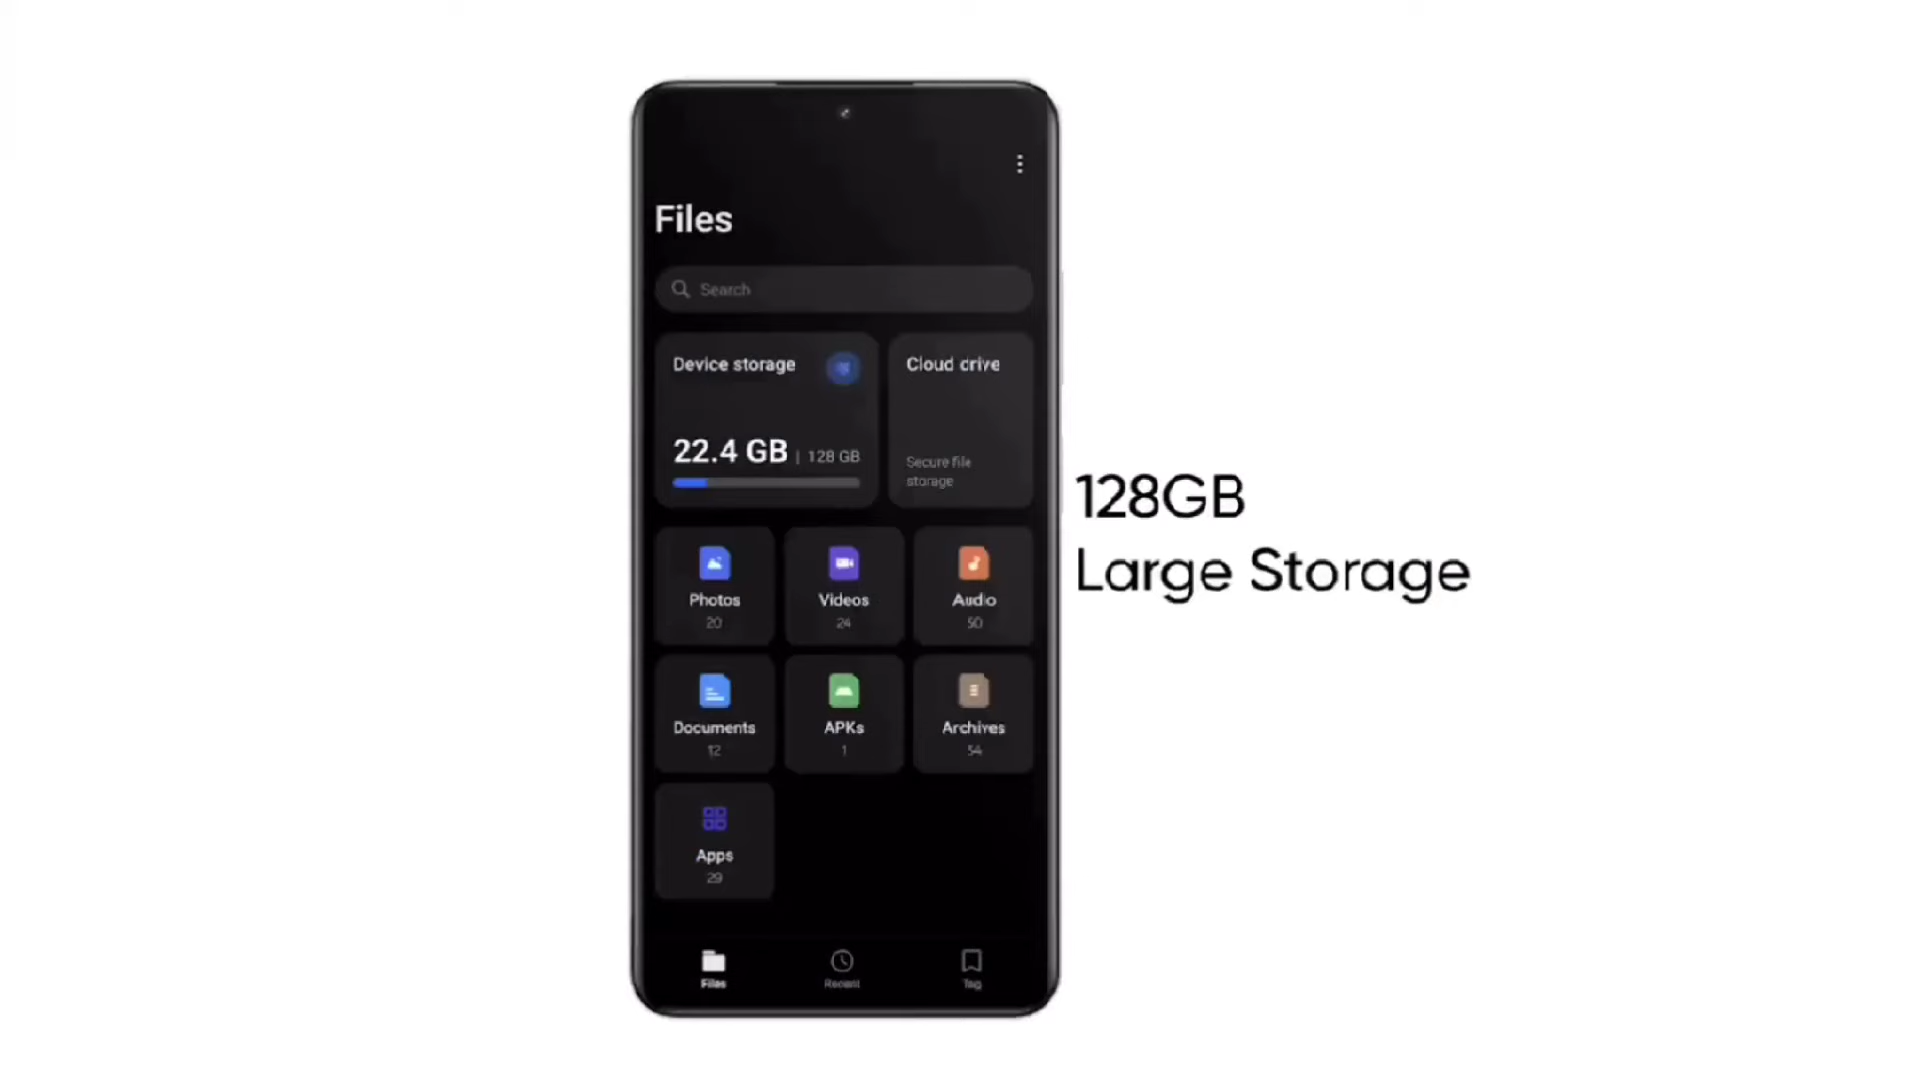 Files
Search
Device storage
Cloud drive
22.4 GB | 128 GB
Secure file
storage
128GB
Large Storage
Photos
20
Videos
24
Audio
50
Documents
12
APKs
1
Archives
54
Apps
29
Files
Recent
Tag